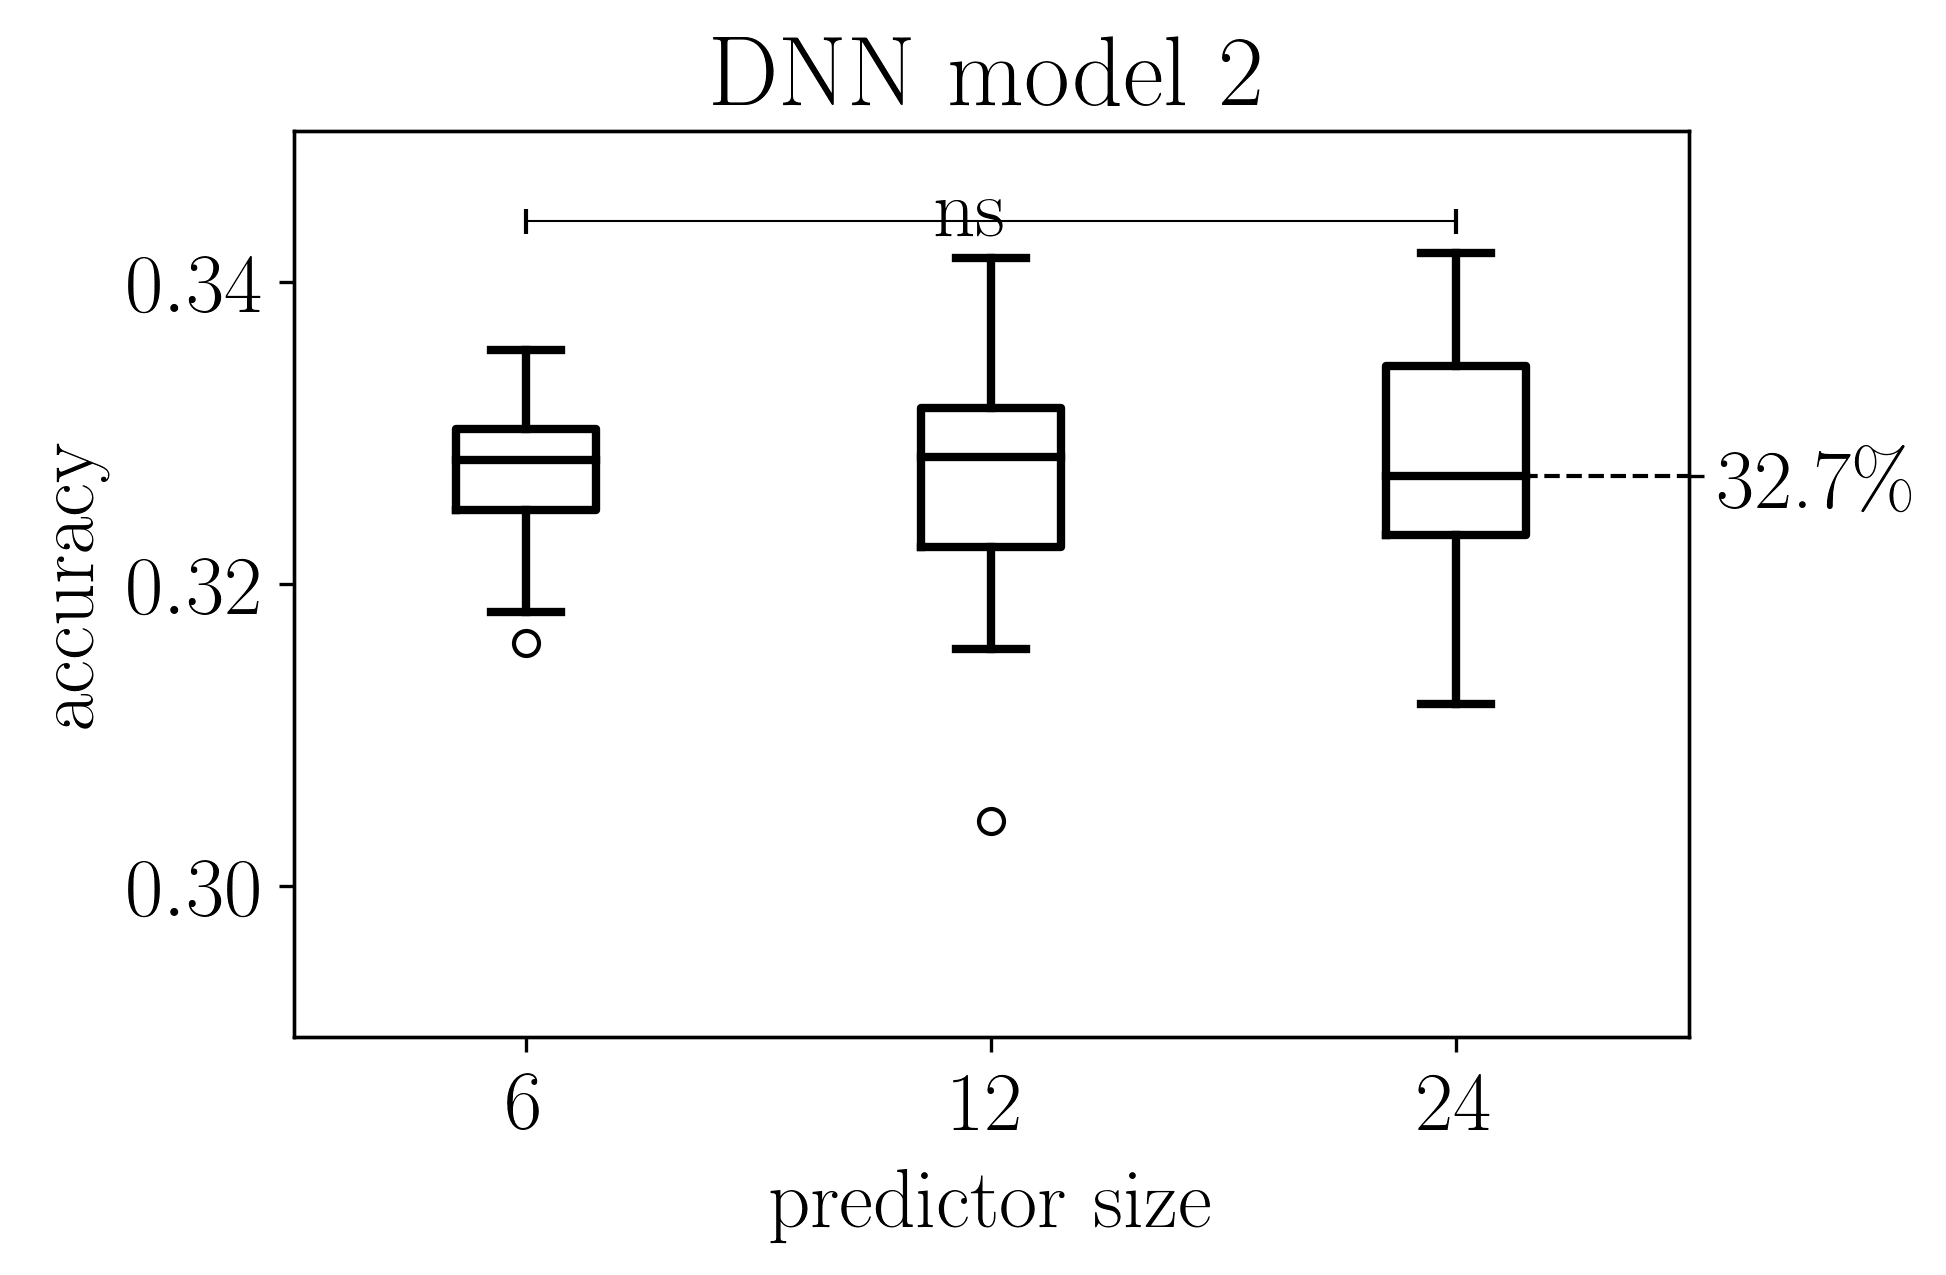 DNN model 2
ns
0.34
0.32
0.30
accuracy
32.7%
6 12 24
predictor size